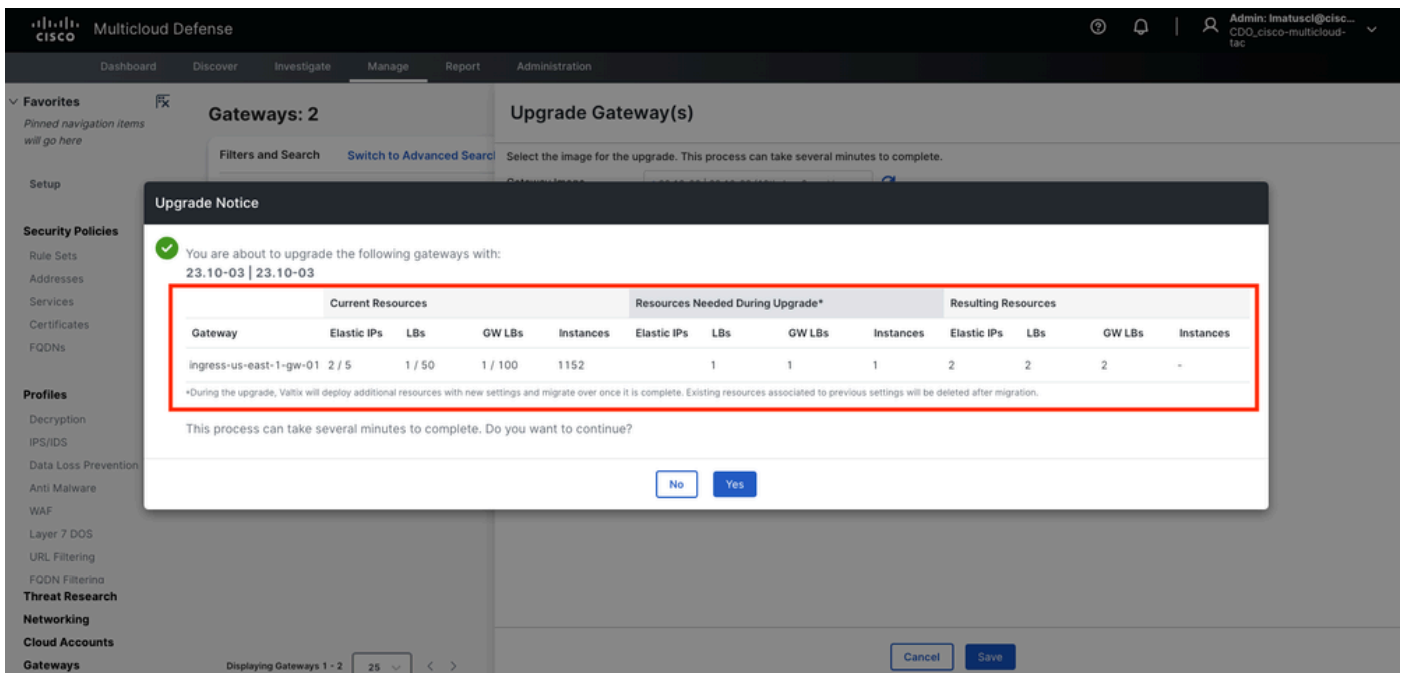 cisco
Multicloud Defense
Admin: lmatuscl@cisc...
CDO_cisco-multicloud-
tac
Dashboard Discover Investigate Manage Report Administration
Favorites
Pinned navigation items
will go here
Setup
Security Policies
Rule Sets
Addresses
Services
Certificates
FQDNs
Profiles
Decryption
IPS/IDS
Data Loss Prevention
Anti Malware
WAF
Layer 7 DOS
URL Filtering
FQDN Filtering
Threat Research
Networking
Cloud Accounts
Gateways
Gateways: 2
Filters and Search Switch to Advanced Searcl
Upgrade Gateway(s)
Select the image for the upgrade. This process can take several minutes to complete.
Gateway Image
Upgrade Notice
You are about to upgrade the following gateways with:
23.10-03 | 23.10-03
Current Resources Resources Needed During Upgrade* Resulting Resources
Gateway Elastic IPs LBs GW LBs Instances Elastic IPs LBs GW LBs Instances Elastic IPs LBs GW LBs Instances
ingress-us-east-1-gw-01 2 / 5 1 / 50 1 / 100 1152 1 1 1 2 2 2 -
*During the upgrade, Valtix will deploy additional resources with new settings and migrate over once it is complete. Existing resources associated to previous settings will be deleted after migration.
This process can take several minutes to complete. Do you want to continue?
No Yes
Displaying Gateways 1 - 2 25
Cancel Save